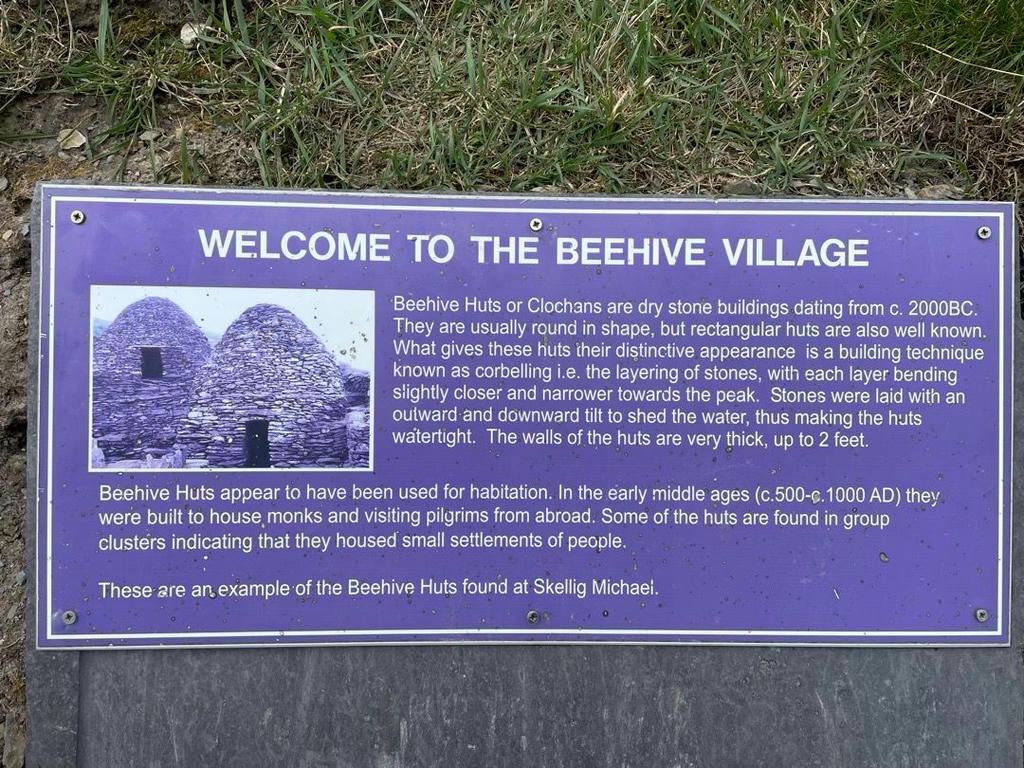 WELCOME TO THE BEEHIVE VILLAGE
Beehive Huts or Clochans are dry stone buildings dating from c. 2000BC.
They are usually round in shape, but rectangular huts are also well known.
What gives these huts their distinctive appearance is a building technique
known as corbelling i.e. the layering of stones, with each layer bending
slightly closer and narrower towards the peak. Stones were laid with an
outward and downward tilt to shed the water, thus making the huts
watertight. The walls of the huts are very thick, up to 2 feet.
Beehive Huts appear to have been used for habitation. In the early middle ages (c.500-c.1000 AD) they
were built to house monks and visiting pilgrims from abroad. Some of the huts are found in group
clusters indicating that they housed small settlements of people.
These are an example of the Beehive Huts found at Skellig Michael.